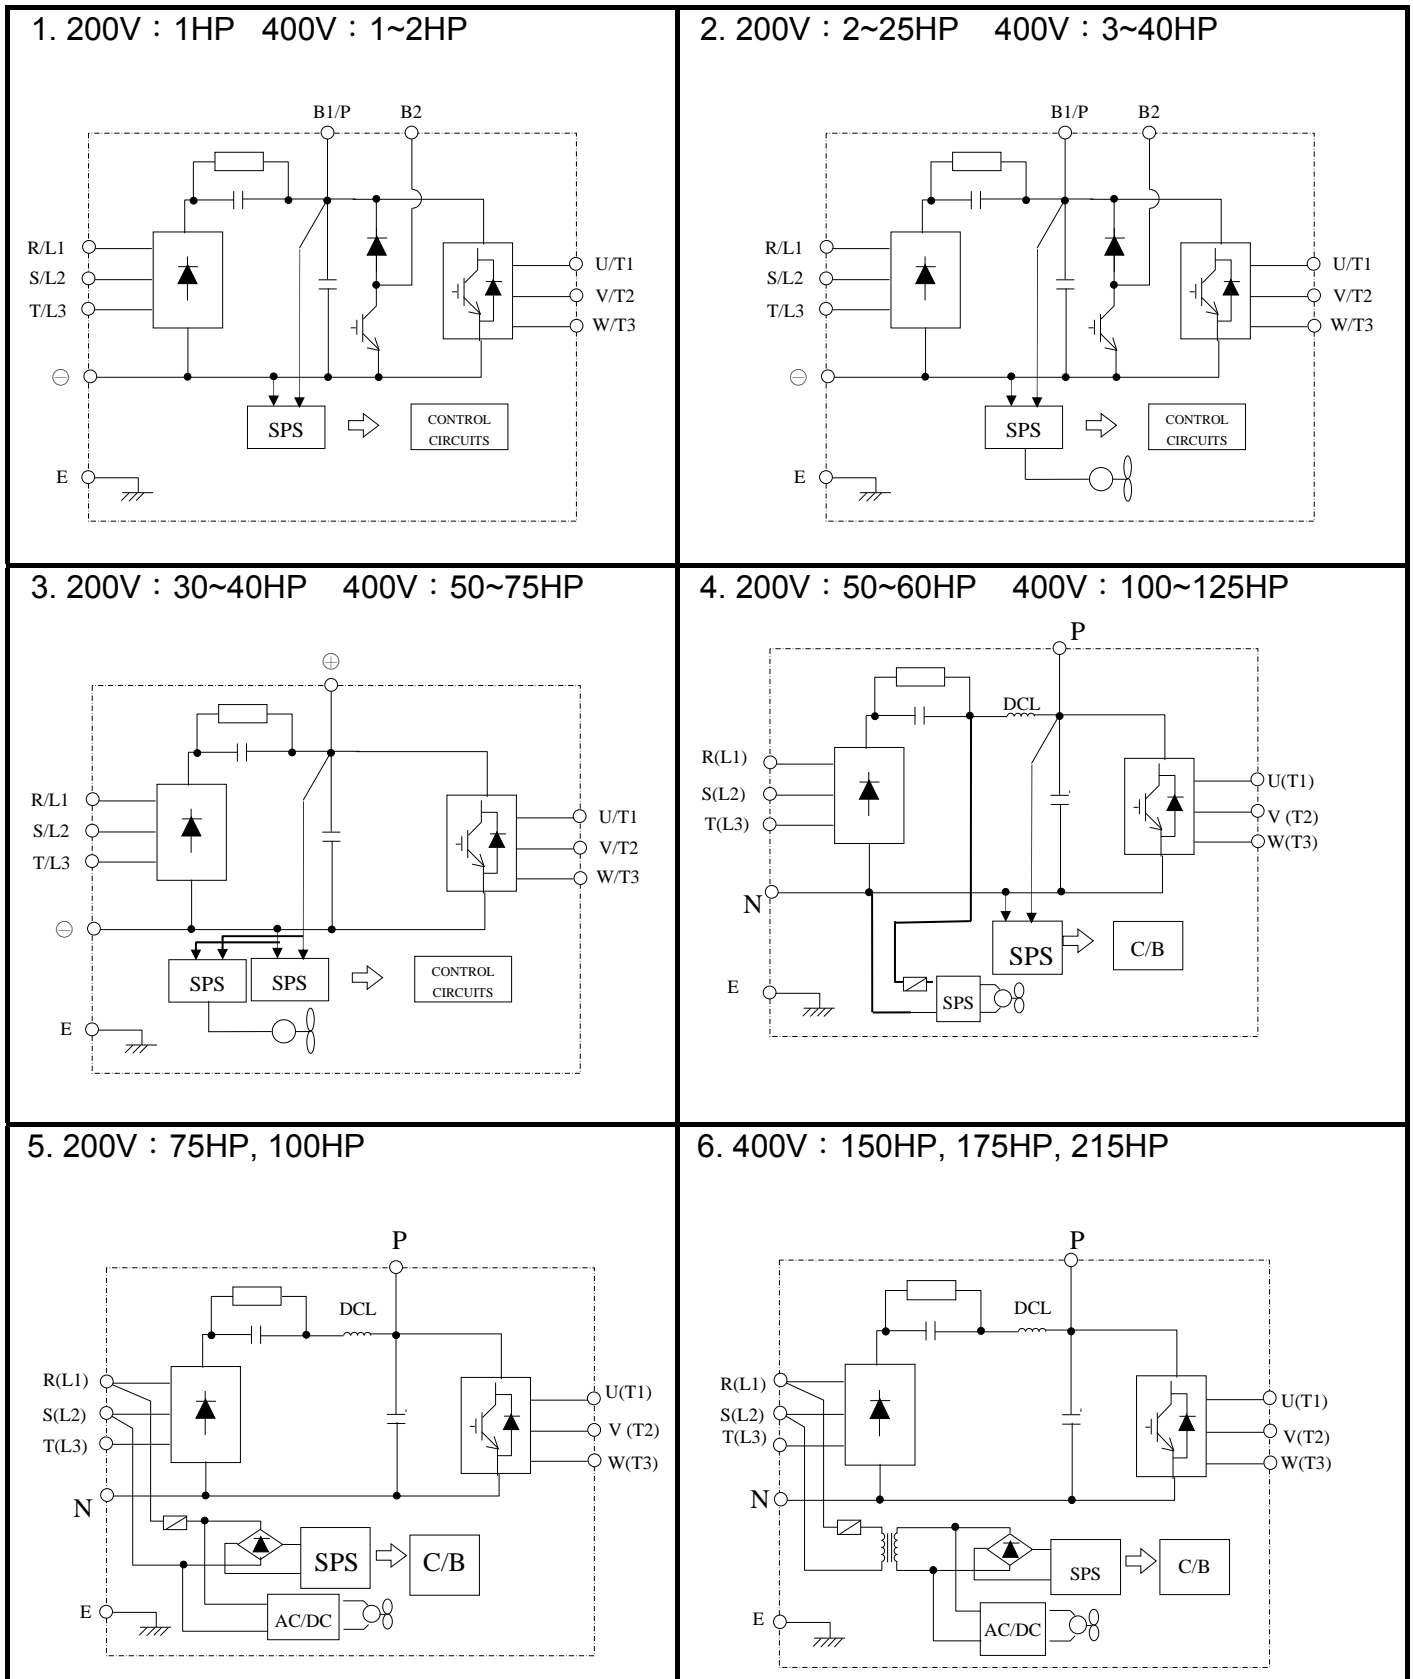 1. 200V：1HP   400V：1~2HP
B1/P B2
R/L1
S/L2
T/L3
U/T1
V/T2
W/T3
⊖
SPS
CONTROL
CIRCUITS
E
2. 200V：2~25HP   400V：3~40HP
B1/P B2
R/L1
S/L2
T/L3
U/T1
V/T2
W/T3
⊖
SPS
CONTROL
CIRCUITS
E
3. 200V：30~40HP   400V：50~75HP
⊕
R/L1
S/L2
T/L3
U/T1
V/T2
W/T3
⊖
SPS SPS
CONTROL
CIRCUITS
E
4. 200V：50~60HP   400V：100~125HP
P
DCL
R(L1)
S(L2)
T(L3)
U(T1)
V (T2)
W(T3)
N
SPS C/B
E
SPS
5. 200V：75HP, 100HP
P
DCL
R(L1)
S(L2)
T(L3)
U(T1)
V (T2)
W(T3)
N
SPS C/B
E
AC/DC
6. 400V：150HP, 175HP, 215HP
P
DCL
R(L1)
S(L2)
T(L3)
U(T1)
V(T2)
W(T3)
N
SPS C/B
E
AC/DC